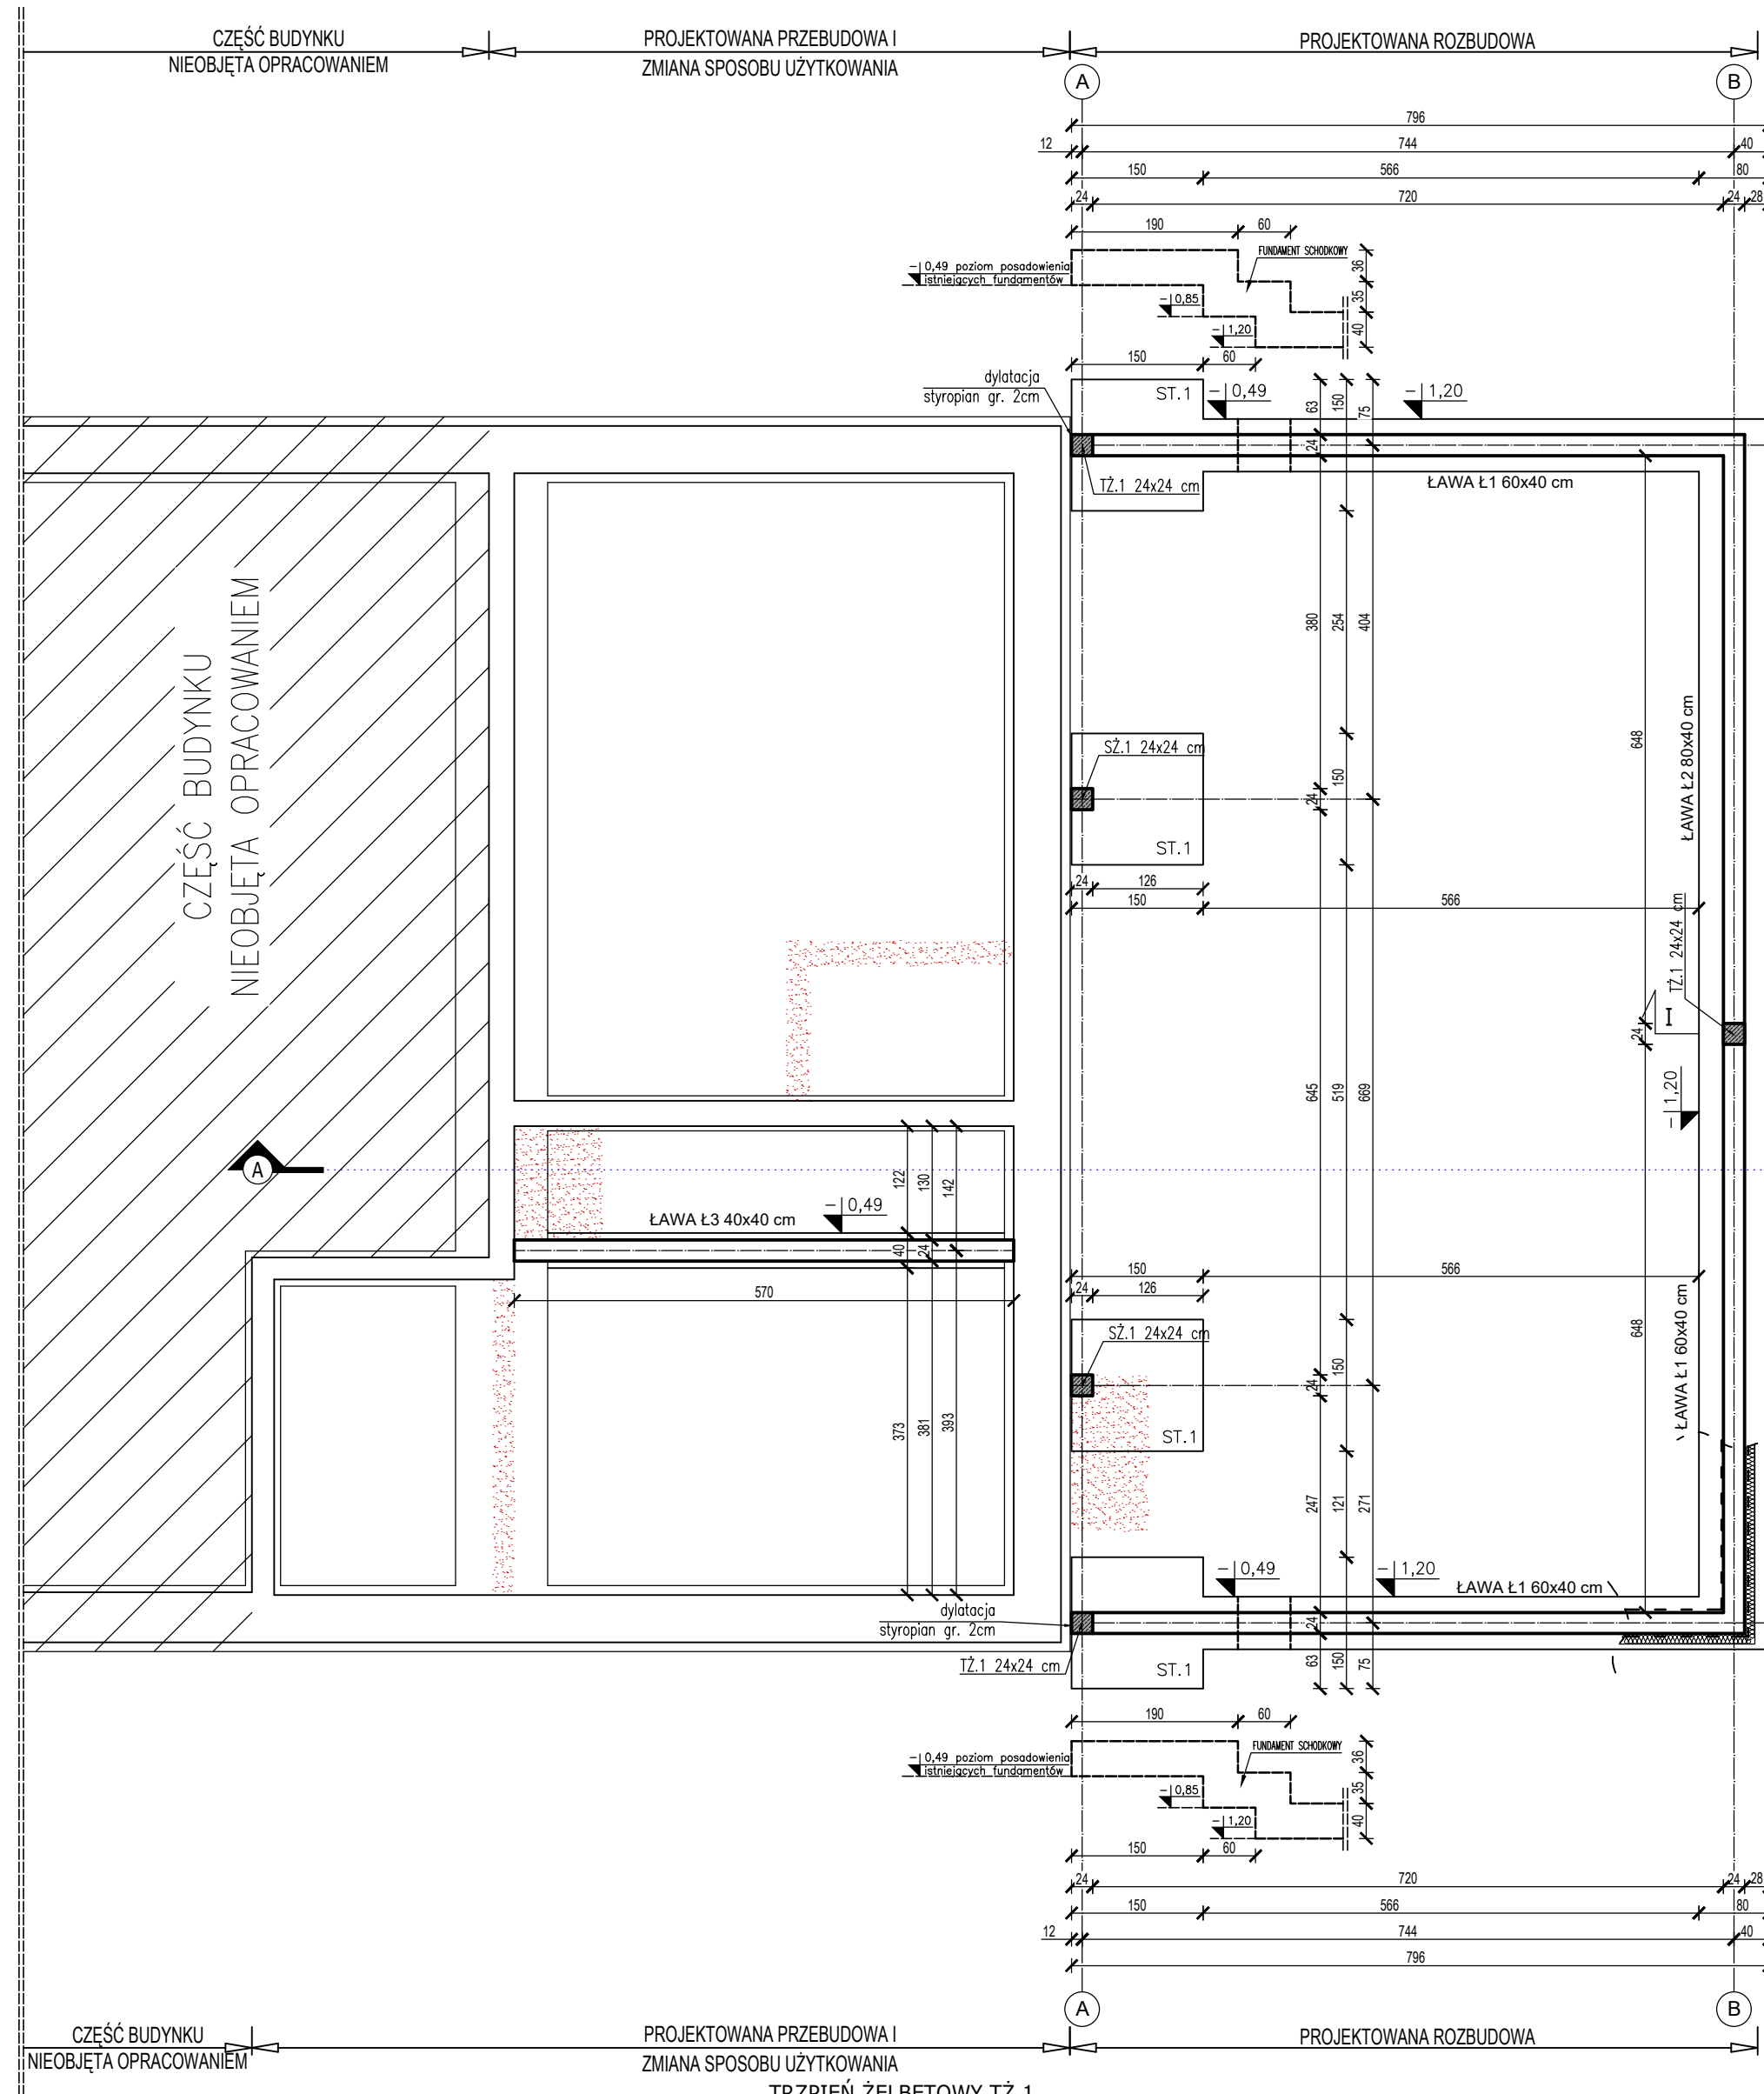 CZĘŚĆ BUDYNKU
NIEOBJĘTA OPRACOWANIEM
PROJEKTOWANA PRZEBUDOWA I
ZMIANA SPOSOBU UŻYTKOWANIA
PROJEKTOWANA ROZBUDOWA
A
B
796
12
744
40
150
566
80
24
720
24
28
190
60
FUNDAMENT SCHODKOWY
- 0,49 poziom posadowienia
istniejących fundamentów
- 0,85
- 1,20
36
35
40
150
60
dylatacja
styropian gr. 2cm
ST.1
- 0,49
- 1,20
63
150
75
24
TŻ.1 24x24 cm
ŁAWA Ł1 60x40 cm
380
254
404
CZĘŚĆ BUDYNKU
NIEOBJĘTA OPRACOWANIEM
648
ŁAWA Ł2 80x40 cm
SŻ.1 24x24 cm
150
24
ST.1
24
126
150
566
TŻ.1 24x24 cm
I
24
- 1,20
645
519
669
A
122
130
142
ŁAWA Ł3 40x40 cm
- 0,49
40
24
570
150
566
24
126
SŻ.1 24x24 cm
150
24
ST.1
648
ŁAWA Ł1 60x40 cm
373
381
393
247
121
271
- 0,49
- 1,20
ŁAWA Ł1 60x40 cm
dylatacja
styropian gr. 2cm
24
TŻ.1 24x24 cm
ST.1
63
150
75
190
60
FUNDAMENT SCHODKOWY
- 0,49 poziom posadowienia
istniejących fundamentów
- 0,85
- 1,20
36
35
40
150
60
24
720
24
28
150
566
80
12
744
40
796
A
B
CZĘŚĆ BUDYNKU
NIEOBJĘTA OPRACOWANIEM
PROJEKTOWANA PRZEBUDOWA I
ZMIANA SPOSOBU UŻYTKOWANIA
PROJEKTOWANA ROZBUDOWA
TRZPIEŃ ŻELBETOWY TŻ.1